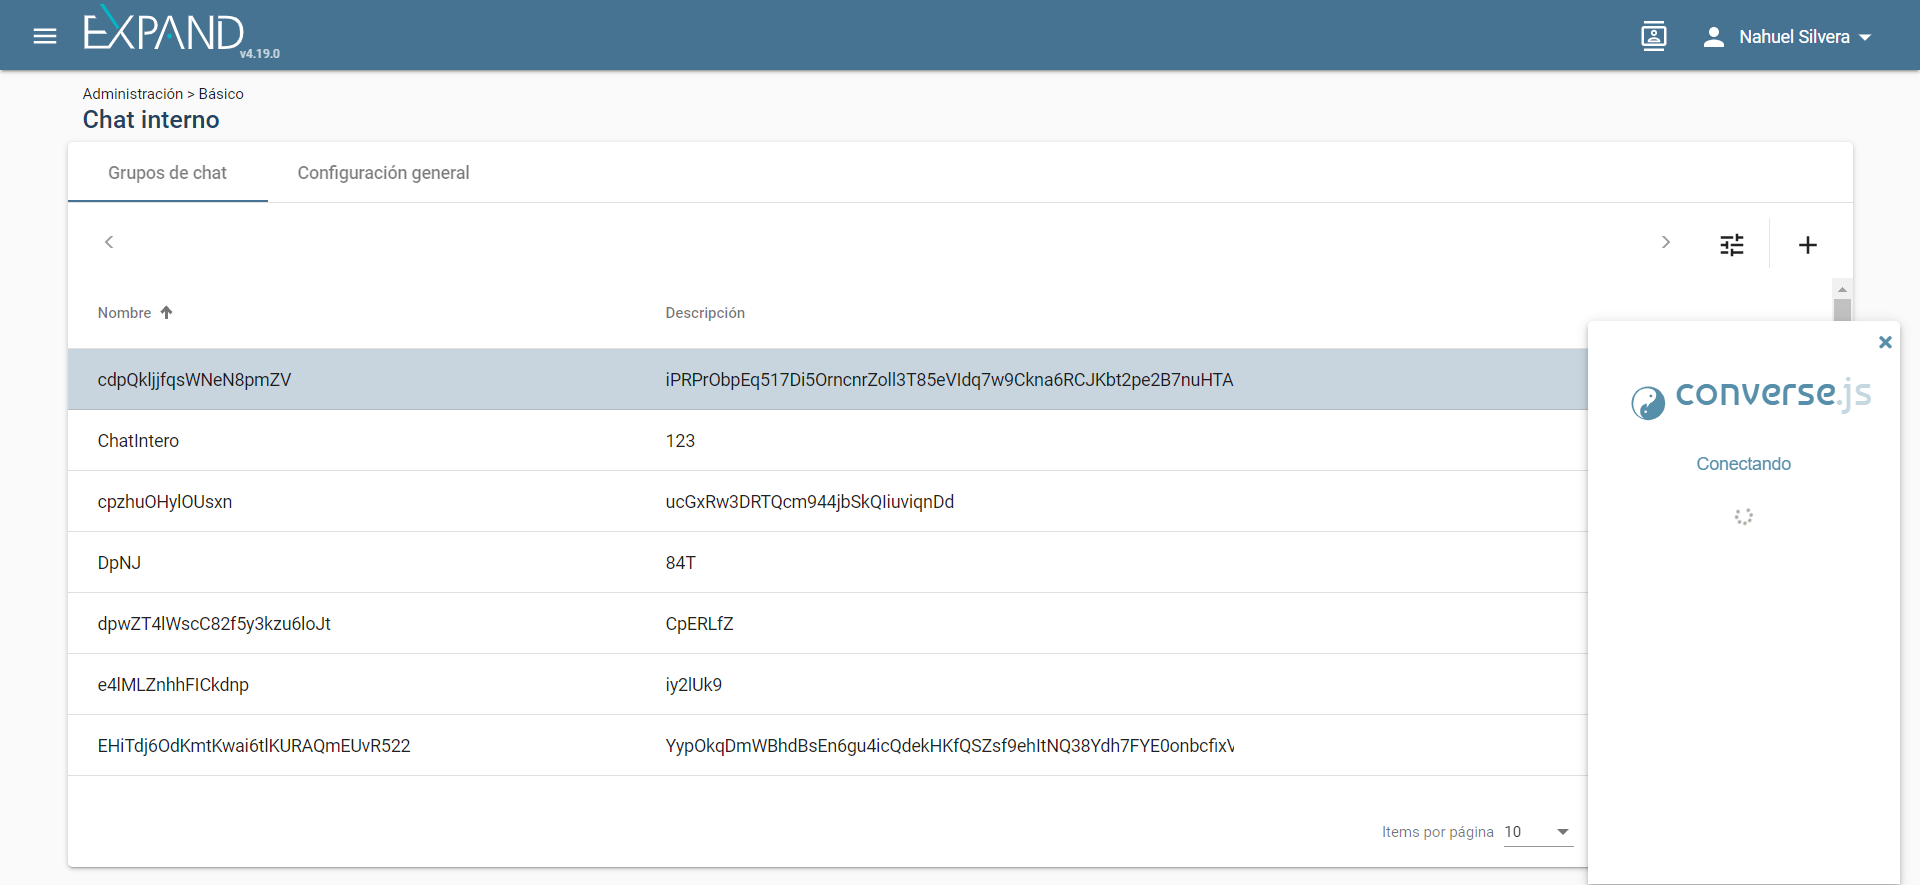 EXPAND
v4.19.0
Nahuel Silvera
Administración > Básico
Chat interno
Grupos de chat
Configuración general
Nombre
Descripción
cdpQkljjfqsWNeN8pmZV
iPRPrObpEq517Di5OrncnrZoll3T85eVIdq7w9Ckna6RCJKbt2pe2B7nuHTA
ChatIntero
123
cpzhuOHylOUsxn
ucGxRw3DRTQcm944jbSkQIiuviqnDd
DpNJ
84T
dpwZT4lWscC82f5y3kzu6loJt
CpERLfZ
e4lMLZnhhFICkdnp
iy2lUk9
EHiTdj6OdKmtKwai6tlKURAQmEUvR522
YypOkqDmWBhdBsEn6gu4icQdekHKfQSZsf9ehItNQ38Ydh7FYE0onbcfixV
Items por página
10
converse.js
Conectando